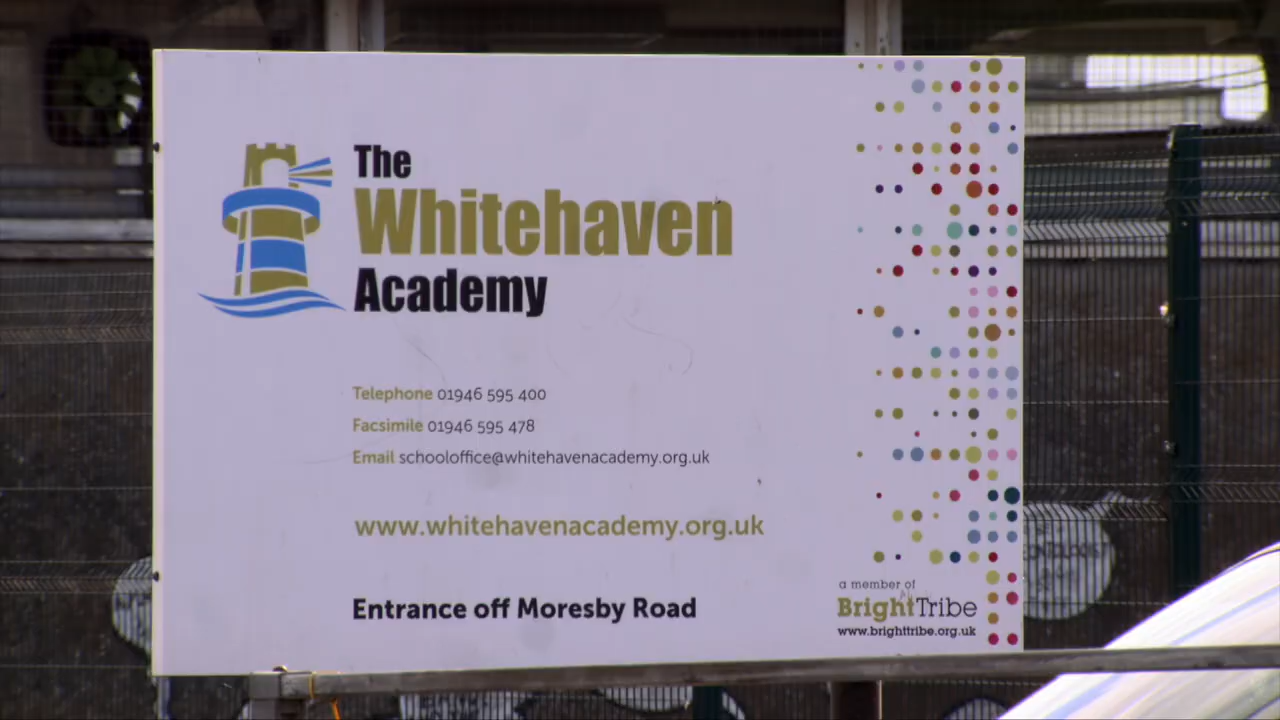 The
Whitehaven
Academy
Telephone 01946 595 400
Facsimile 01946 595 478
Email schooloffice@whitehavenacademy.org.uk
www.whitehavenacademy.org.uk
Entrance off Moresby Road
a member of
BrightTribe
www.brighttribe.org.uk